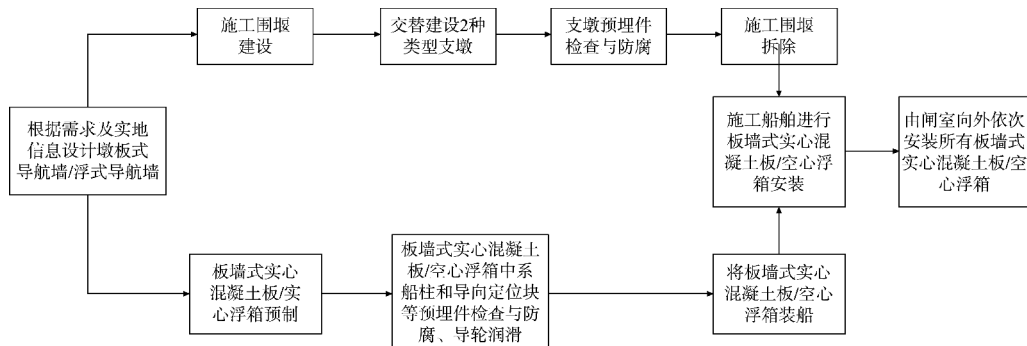 施工围堰
建设
交替建设2种
类型支墩
支墩预埋件
检查与防腐
施工围堰
拆除
根据需求及实地
信息设计墩板式
导航墙/浮式导航墙
施工船舶进行
板墙式实心混
凝土板/空心浮
箱安装
由闸室向外依次
安装所有板墙式
实心混凝土板/空
心浮箱
板墙式实心
混凝土板/实
心浮箱预制
板墙式实心混凝土
板/空心浮箱中系
船柱和导向定位块
等预埋件检查与防
腐、导轮润滑
将板墙式实心
混凝土板/空心
浮箱装船